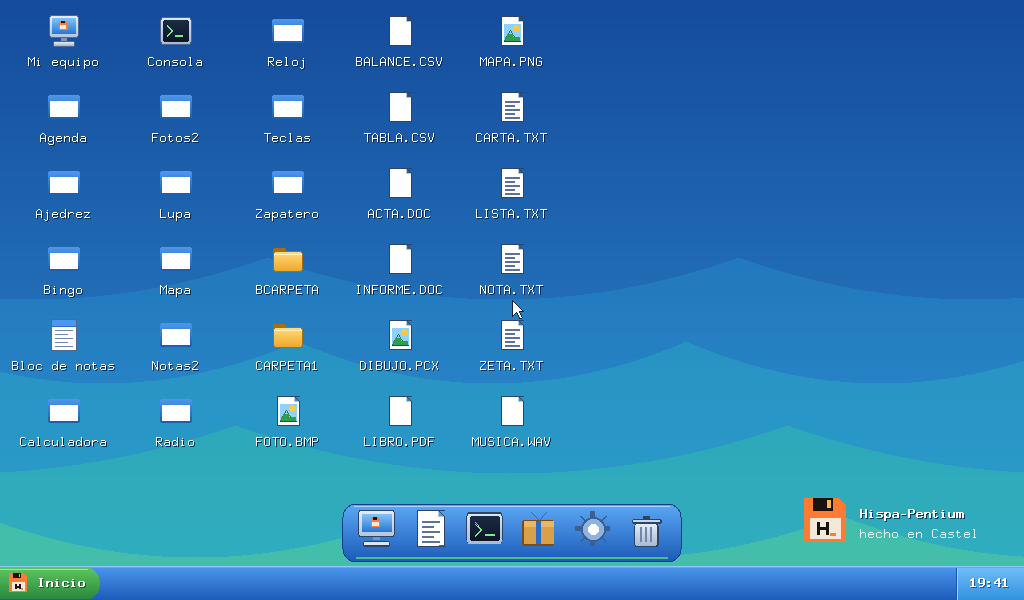 Mi equipo
Consola
Reloj
BALANCE.CSV
MAPA.PNG
Agenda
Fotos2
Teclas
TABLA.CSV
CARTA.TXT
Ajedrez
Lupa
Zapatero
ACTA.DOC
LISTA.TXT
Bingo
Mapa
BCARPETA
INFORME.DOC
NOTA.TXT
Bloc de notas
Notas2
CARPETA1
DIBUJO.PCX
ZETA.TXT
Calculadora
Radio
FOTO.BMP
LIBRO.PDF
MUSICA.WAV
H_
Hispa-Pentium
hecho en Castel
Inicio
19:41